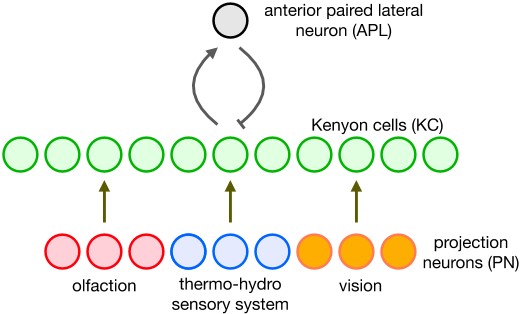 anterior paired lateral
neuron (APL)
Kenyon cells (KC)
projection
neurons (PN)
olfaction
thermo-hydro
sensory system
vision